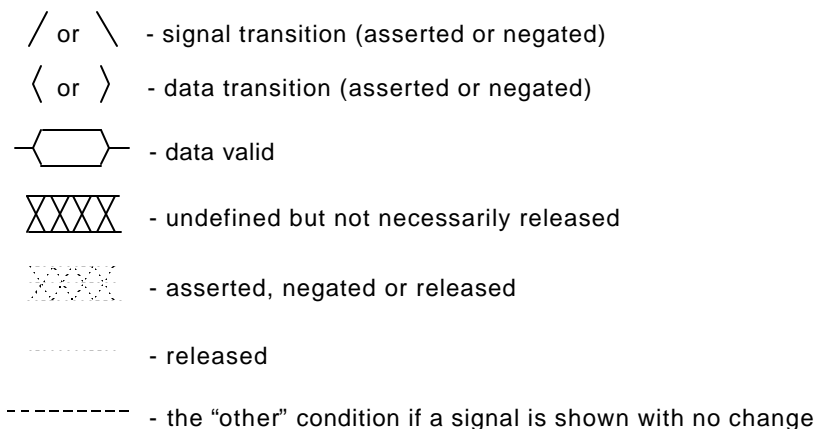 or - signal transition (asserted or negated)
or - data transition (asserted or negated)
- data valid
- undefined but not necessarily released
- asserted, negated or released
- released
- the “other” condition if a signal is shown with no change